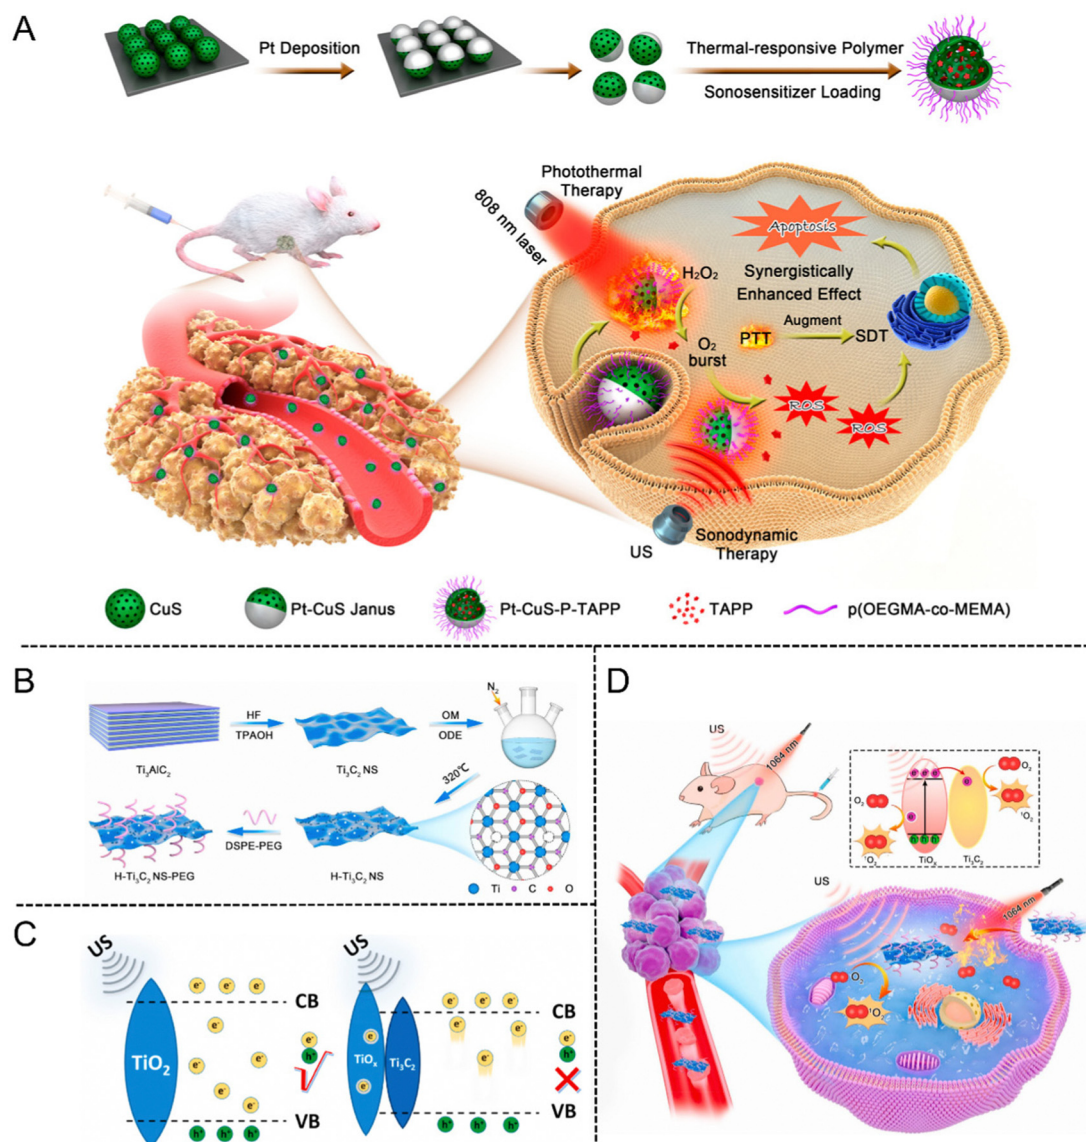 A
Pt Deposition
Thermal-responsive Polymer
Sonosensitizer Loading
Photothermal
Therapy
808 nm laser
H₂O₂
Apoptosis
Synergistically
Enhanced Effect
Augment
PTT
SDT
O₂
burst
ROS
ROS
US
Sonodynamic
Therapy
CuS
Pt-CuS Janus
Pt-CuS-P-TAPP
TAPP
p(OEGMA-co-MEMA)
B
Ti₃AlC₂
HF
TPAOH
Ti₃C₂ NS
OM
ODE
N₂
320℃
H-Ti₃C₂ NS-PEG
DSPE-PEG
H-Ti₃C₂ NS
Ti
C
O
C
US
TiO₂
e⁻ e⁻ e⁻
e⁻
e⁻
e⁻
e⁻
e⁻
h⁺ h⁺ h⁺
CB
e⁻
h⁺
VB
US
TiOₓ
e⁻
e⁻
Ti₃C₂
e⁻ e⁻ e⁻
e⁻ e⁻
e⁻
h⁺ h⁺ h⁺
CB
e⁻
h⁺
VB
D
US
1064 nm
e⁻ e⁻ e⁻
e⁻
O₂
¹O₂
O₂
e⁻
¹O₂
h⁺ h⁺ h⁺
TiOₓ
Ti₃C₂
US
1064 nm
O₂
¹O₂